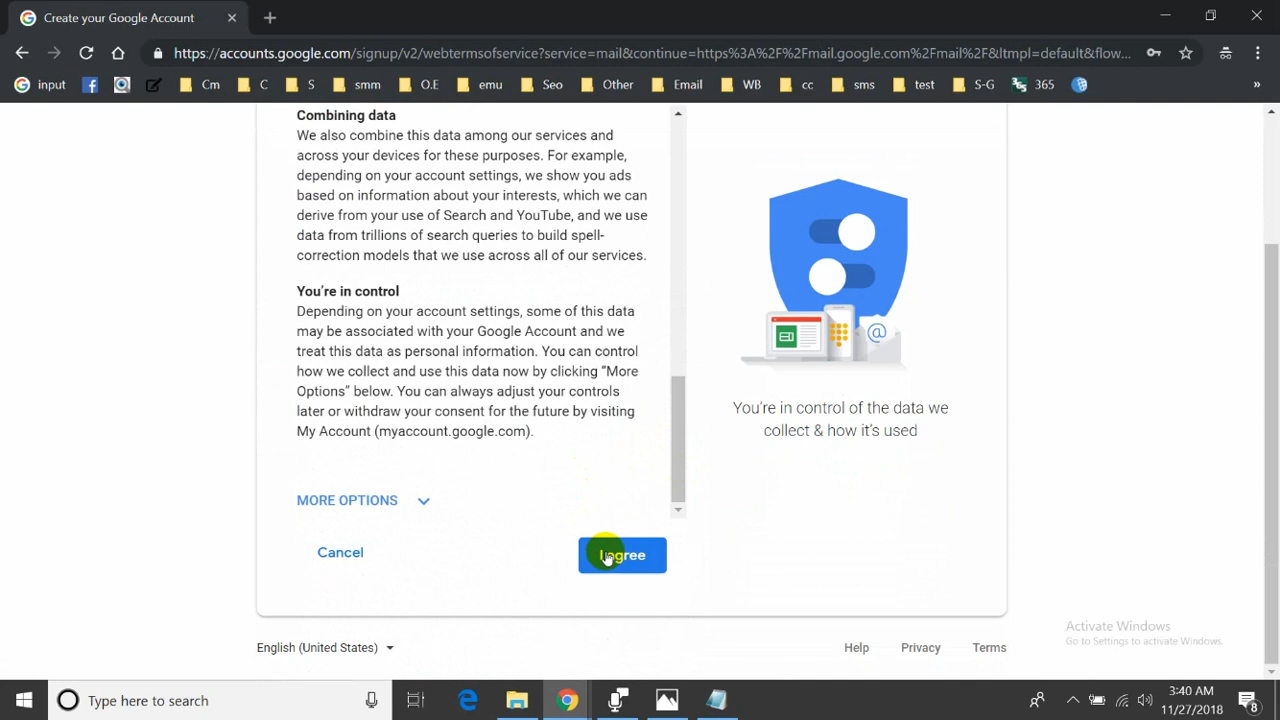 Create your Google Account
https://accounts.google.com/signup/v2/webtermsofservice?service=mail&continue=https%3A%2F%2Fmail.google.com%2Fmail%2F&ltmpl=default&flow...
input Cm C S smm O.E emu Seo Other Email WB cc sms test S-G 365 »
Combining data
We also combine this data among our services and
across your devices for these purposes. For example,
depending on your account settings, we show you ads
based on information about your interests, which we can
derive from your use of Search and YouTube, and we use
data from trillions of search queries to build spell-
correction models that we use across all of our services.
You're in control
Depending on your account settings, some of this data
may be associated with your Google Account and we
treat this data as personal information. You can control
how we collect and use this data now by clicking “More
Options” below. You can always adjust your controls
later or withdraw your consent for the future by visiting
My Account (myaccount.google.com).
MORE OPTIONS
Cancel
I agree
You're in control of the data we
collect & how it's used
English (United States)
Help Privacy Terms
Activate Windows
Go to Settings to activate Windows.
Type here to search
3:40 AM
11/27/2018
8